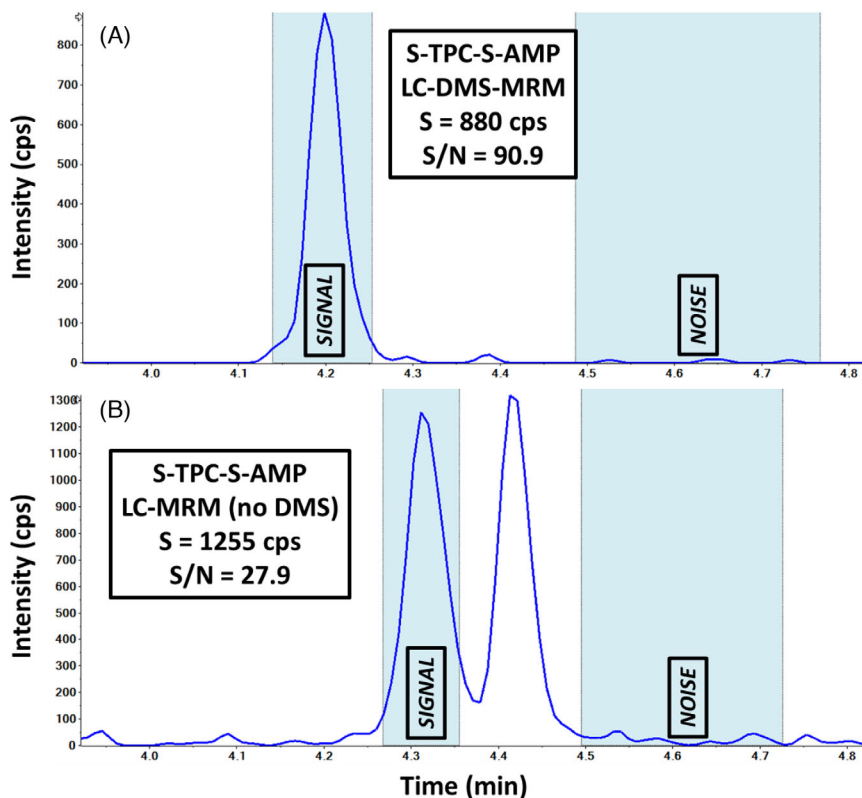 (A)
S-TPC-S-AMP
LC-DMS-MRM
S = 880 cps
S/N = 90.9
Intensity (cps)
800
700
600
500
400
300
200
100
0
SIGNAL
NOISE
4.0 4.1 4.2 4.3 4.4 4.5 4.6 4.7 4.8
(B)
S-TPC-S-AMP
LC-MRM (no DMS)
S = 1255 cps
S/N = 27.9
Intensity (cps)
1300
1200
1100
1000
900
800
700
600
500
400
300
200
100
0
SIGNAL
NOISE
4.0 4.1 4.2 4.3 4.4 4.5 4.6 4.7 4.8
Time (min)